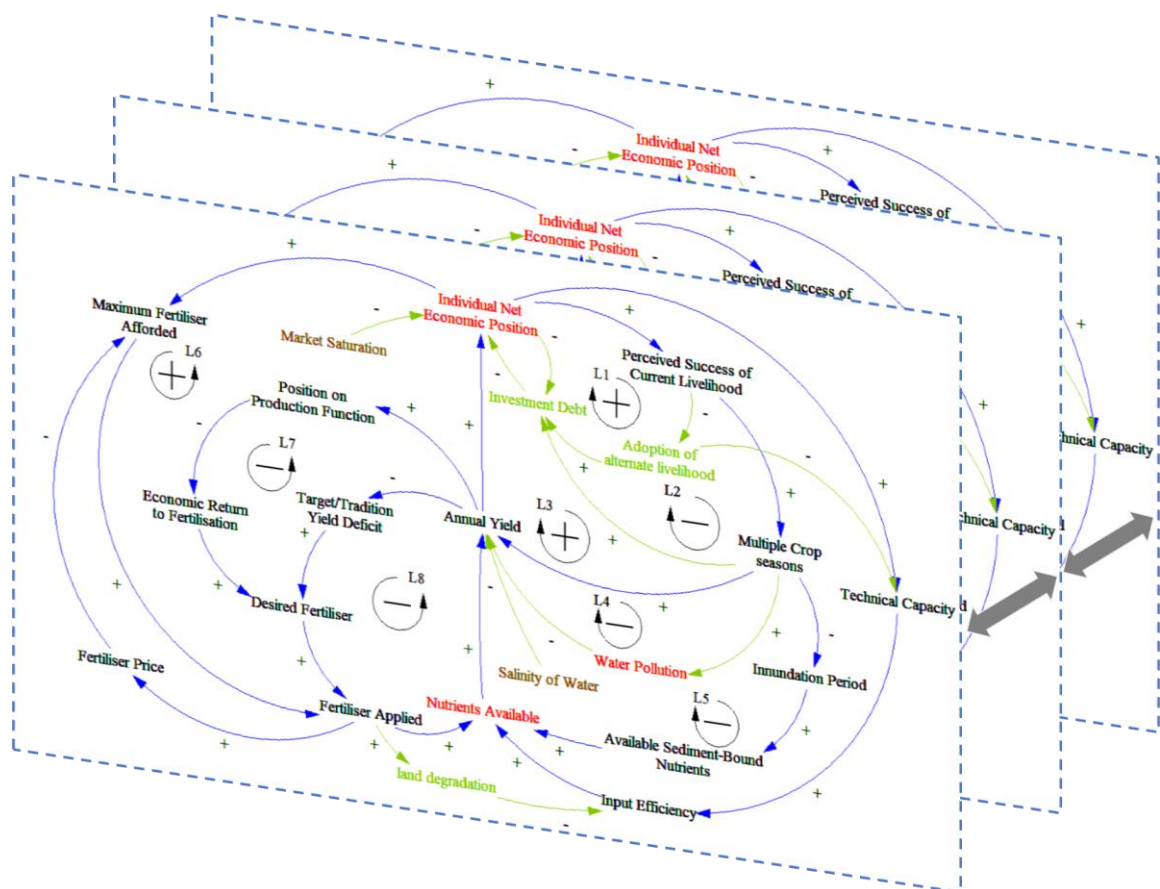 +
Individual Net
Economic Position
-
+
-
Perceived Success of
+
Individual Net
Economic Position
-
+
-
Perceived Success of
+
chnical Capacity
+
chnical Capacity d
+
Individual Net
Economic Position
-
+
Maximum Fertiliser
Afforded
Market Saturation
-
Perceived Success of
Current Livelihood
L6
L1
-
Investment Debt
-
Position on
Production Function
+
-
+
Adoption of
alternate livelihood
-
L7
-
-
+
Economic Return
to Fertilisation
Target/Tradition
Yield Deficit
+
Annual Yield
L3
L2
+
+
+
Multiple Crop
seasons
L8
+
-
Desired Fertiliser
+
L4
Technical Capacity d
+
+
-
-
+
+
Water Pollution
Fertiliser Price
Salinity of Water
Innundation Period
Nutrients Available
L5
Fertiliser Applied
+
+
+
+
+
+
Available Sediment-Bound
Nutrients
land degradation
+
Input Efficiency
-